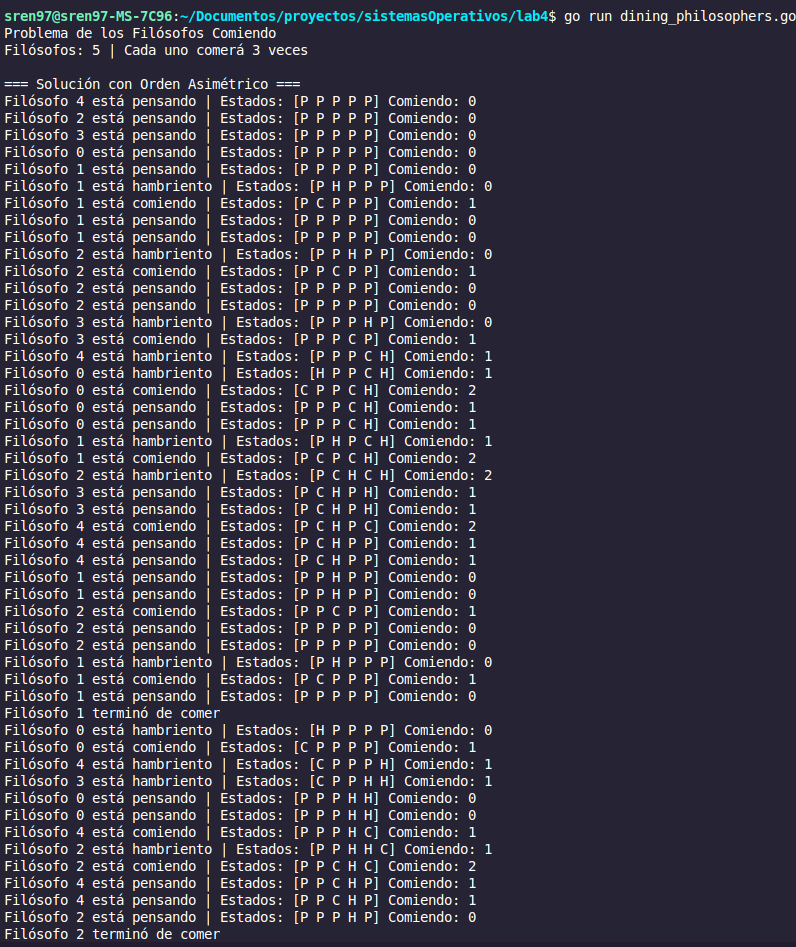 sren97@sren97-MS-7C96:~/Documentos/proyectos/sistemasOperativos/lab4$ go run dining_philosophers.go
Problema de los Filósofos Comiendo
Filósofos: 5 | Cada uno comerá 3 veces

=== Solución con Orden Asimétrico ===
Filósofo 4 está pensando | Estados: [P P P P P] Comiendo: 0
Filósofo 2 está pensando | Estados: [P P P P P] Comiendo: 0
Filósofo 3 está pensando | Estados: [P P P P P] Comiendo: 0
Filósofo 0 está pensando | Estados: [P P P P P] Comiendo: 0
Filósofo 1 está pensando | Estados: [P P P P P] Comiendo: 0
Filósofo 1 está hambriento | Estados: [P H P P P] Comiendo: 0
Filósofo 1 está comiendo | Estados: [P C P P P] Comiendo: 1
Filósofo 1 está pensando | Estados: [P P P P P] Comiendo: 0
Filósofo 1 está pensando | Estados: [P P P P P] Comiendo: 0
Filósofo 2 está hambriento | Estados: [P P H P P] Comiendo: 0
Filósofo 2 está comiendo | Estados: [P P C P P] Comiendo: 1
Filósofo 2 está pensando | Estados: [P P P P P] Comiendo: 0
Filósofo 2 está pensando | Estados: [P P P P P] Comiendo: 0
Filósofo 3 está hambriento | Estados: [P P P H P] Comiendo: 0
Filósofo 3 está comiendo | Estados: [P P P C P] Comiendo: 1
Filósofo 4 está hambriento | Estados: [P P P C H] Comiendo: 1
Filósofo 0 está hambriento | Estados: [H P P C H] Comiendo: 1
Filósofo 0 está comiendo | Estados: [C P P C H] Comiendo: 2
Filósofo 0 está pensando | Estados: [P P P C H] Comiendo: 1
Filósofo 0 está pensando | Estados: [P P P C H] Comiendo: 1
Filósofo 1 está hambriento | Estados: [P H P C H] Comiendo: 1
Filósofo 1 está comiendo | Estados: [P C P C H] Comiendo: 2
Filósofo 2 está hambriento | Estados: [P C H C H] Comiendo: 2
Filósofo 3 está pensando | Estados: [P C H P H] Comiendo: 1
Filósofo 3 está pensando | Estados: [P C H P H] Comiendo: 1
Filósofo 4 está comiendo | Estados: [P C H P C] Comiendo: 2
Filósofo 4 está pensando | Estados: [P C H P P] Comiendo: 1
Filósofo 4 está pensando | Estados: [P C H P P] Comiendo: 1
Filósofo 1 está pensando | Estados: [P P H P P] Comiendo: 0
Filósofo 1 está pensando | Estados: [P P H P P] Comiendo: 0
Filósofo 2 está comiendo | Estados: [P P C P P] Comiendo: 1
Filósofo 2 está pensando | Estados: [P P P P P] Comiendo: 0
Filósofo 2 está pensando | Estados: [P P P P P] Comiendo: 0
Filósofo 1 está hambriento | Estados: [P H P P P] Comiendo: 0
Filósofo 1 está comiendo | Estados: [P C P P P] Comiendo: 1
Filósofo 1 está pensando | Estados: [P P P P P] Comiendo: 0
Filósofo 1 terminó de comer
Filósofo 0 está hambriento | Estados: [H P P P P] Comiendo: 0
Filósofo 0 está comiendo | Estados: [C P P P P] Comiendo: 1
Filósofo 4 está hambriento | Estados: [C P P P H] Comiendo: 1
Filósofo 3 está hambriento | Estados: [C P P H H] Comiendo: 1
Filósofo 0 está pensando | Estados: [P P P H H] Comiendo: 0
Filósofo 0 está pensando | Estados: [P P P H H] Comiendo: 0
Filósofo 4 está comiendo | Estados: [P P P H C] Comiendo: 1
Filósofo 2 está hambriento | Estados: [P P H H C] Comiendo: 1
Filósofo 2 está comiendo | Estados: [P P C H C] Comiendo: 2
Filósofo 4 está pensando | Estados: [P P C H P] Comiendo: 1
Filósofo 4 está pensando | Estados: [P P C H P] Comiendo: 1
Filósofo 2 está pensando | Estados: [P P P H P] Comiendo: 0
Filósofo 2 terminó de comer